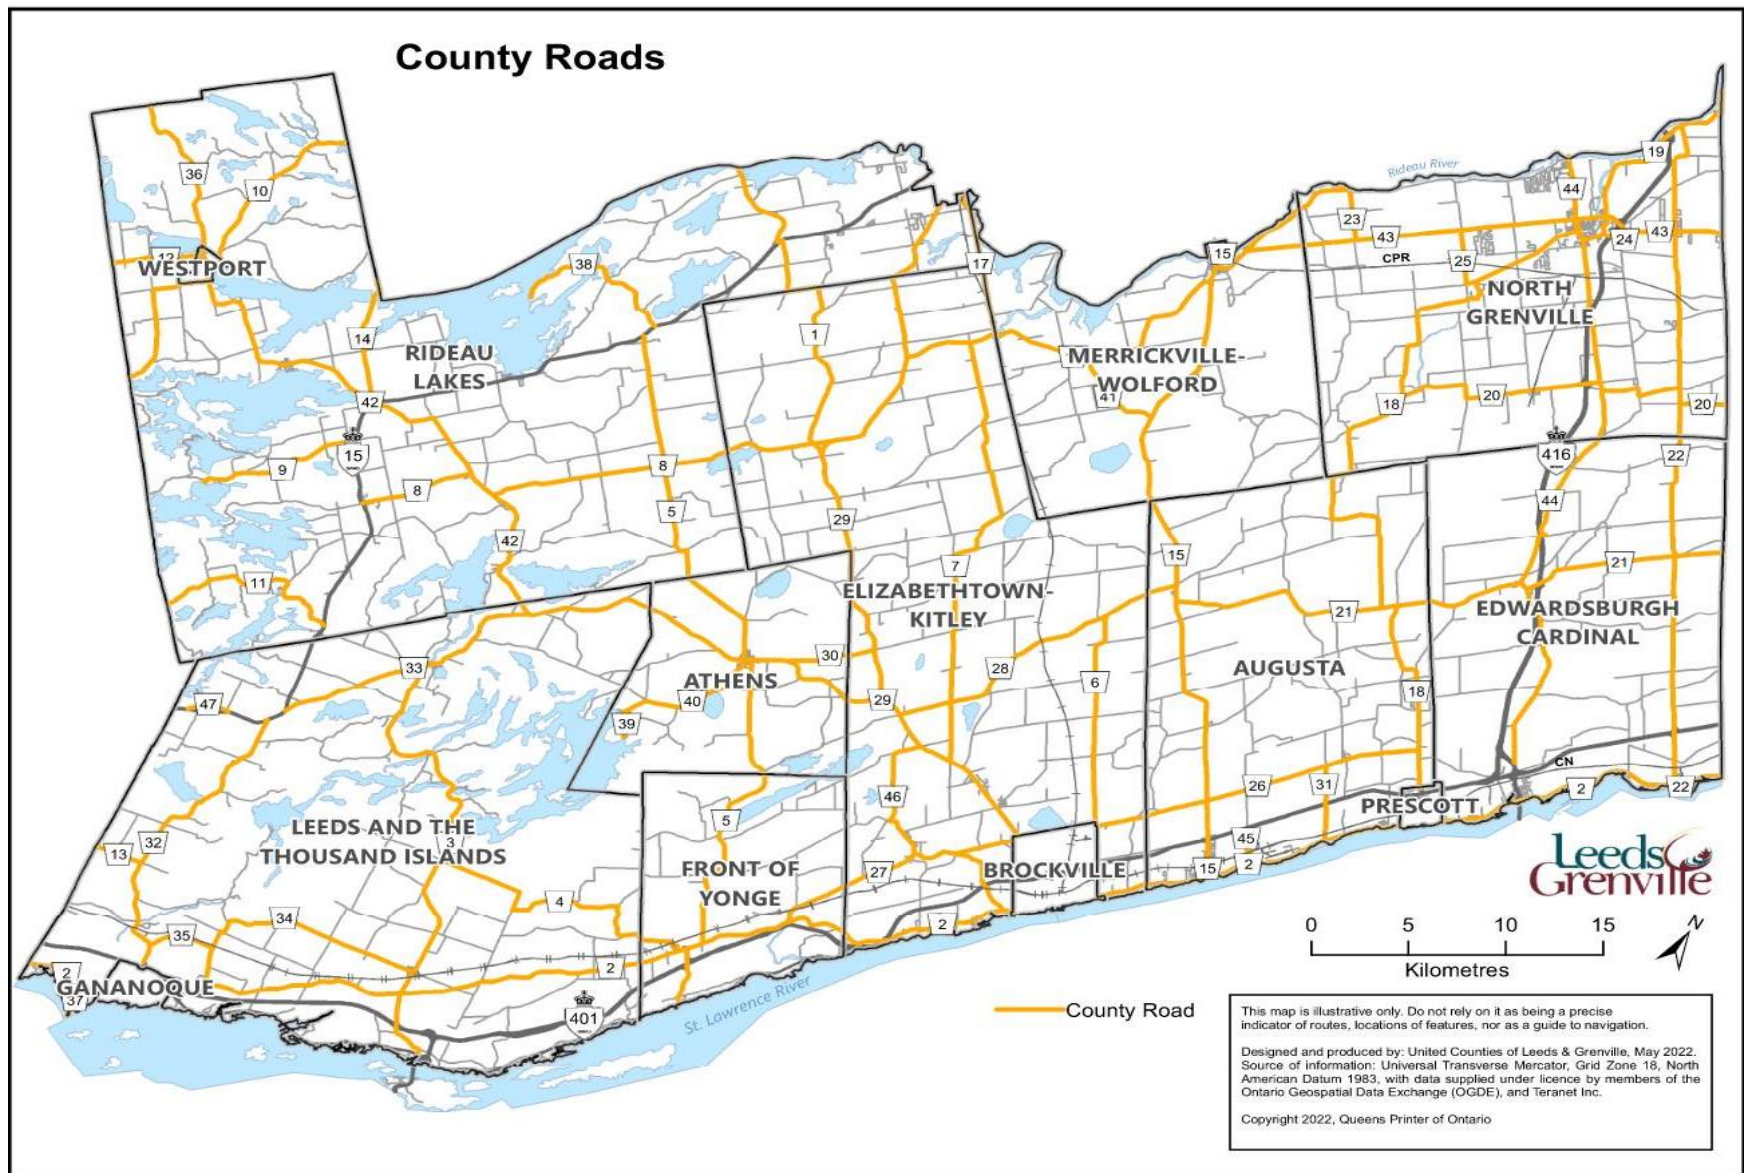 County Roads
Rideau River
36
10
12
WESTPORT
38
17
15
23
43
CPR
25
44
19
24
43
NORTH
GRENVILLE
14
RIDEAU
LAKES
1
MERRICKVILLE-
WOLFORD
41
42
18
20
20
15
9
8
8
5
29
416
22
44
42
11
7
15
21
21
ELIZABETHTOWN-
KITLEY
EDWARDSBURGH
CARDINAL
33
30
28
ATHENS
AUGUSTA
47
40
39
29
6
18
CN
46
26
31
PRESCOTT
2
22
5
LEEDS AND THE
THOUSAND ISLANDS
3
32
13
45
15
2
FRONT OF
YONGE
27
BROCKVILLE
Leeds
Grenville
4
34
35
2
2
2
37
GANANOQUE
401
St. Lawrence River
0 5 10 15
Kilometres
N
County Road
This map is illustrative only. Do not rely on it as being a precise
indicator of routes, locations of features, nor as a guide to navigation.
Designed and produced by: United Counties of Leeds & Grenville, May 2022.
Source of information: Universal Transverse Mercator, Grid Zone 18, North
American Datum 1983, with data supplied under licence by members of the
Ontario Geospatial Data Exchange (OGDE), and Teranet Inc.
Copyright 2022, Queens Printer of Ontario